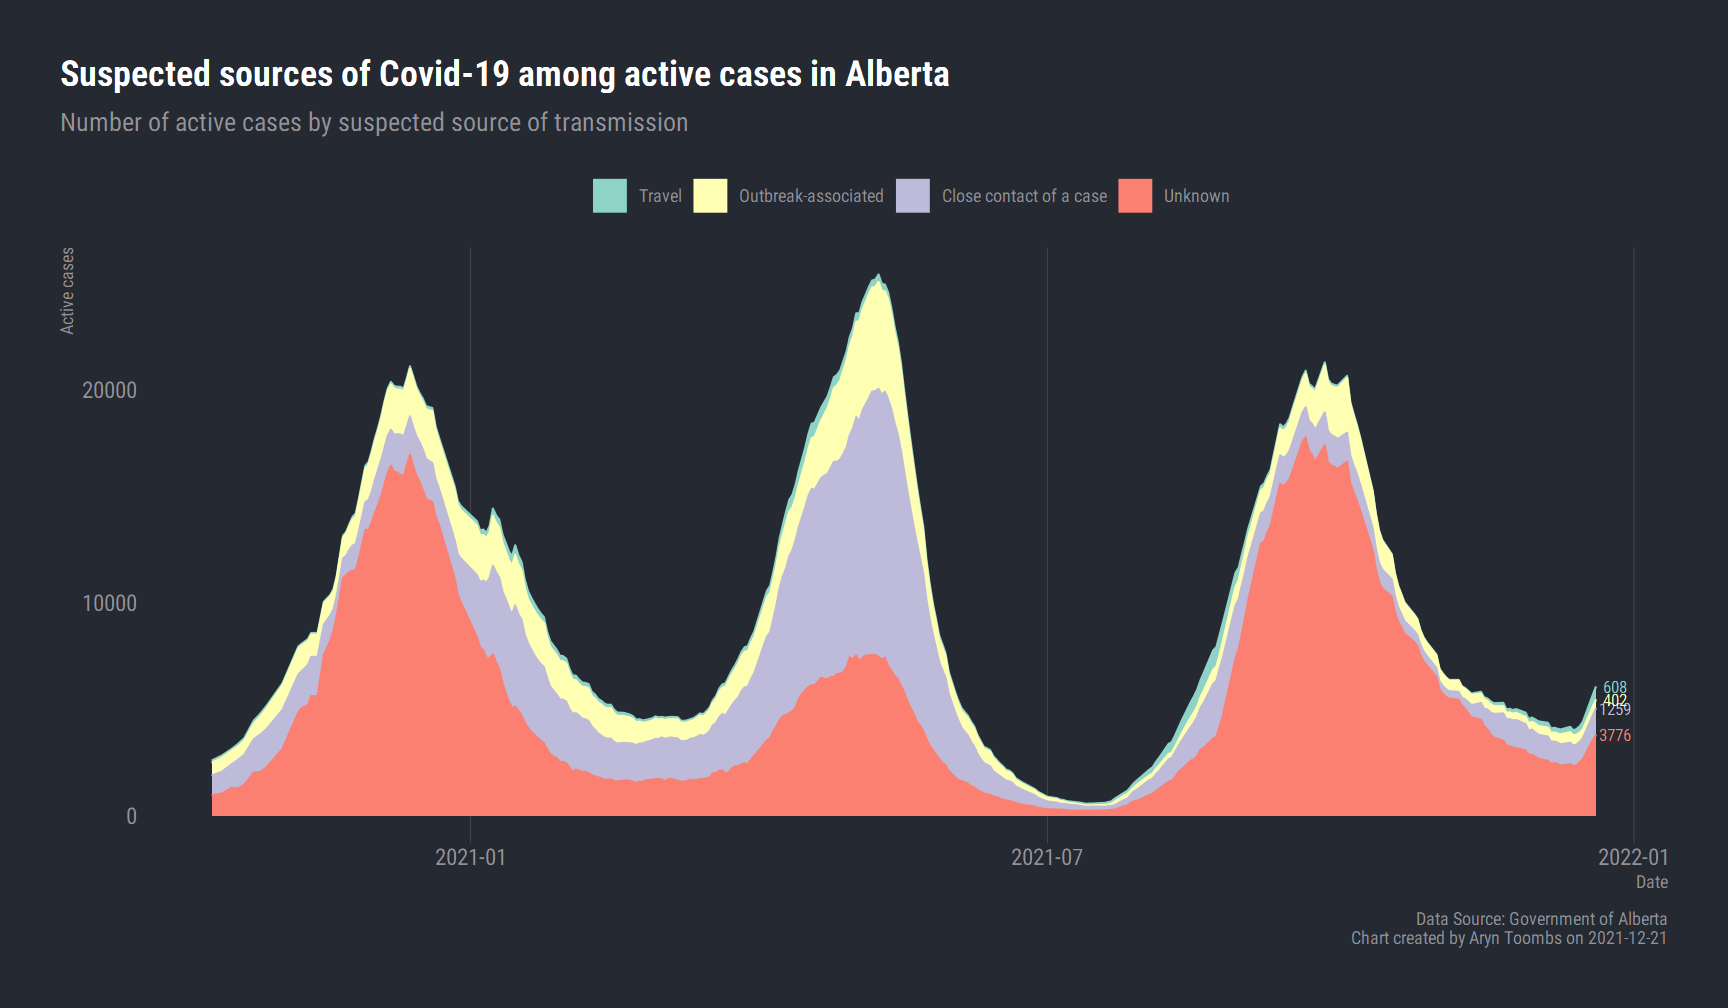 Suspected sources of Covid-19 among active cases in Alberta
Number of active cases by suspected source of transmission
Travel
Outbreak-associated
Close contact of a case
Unknown
Active cases
20000
10000
0
608
402
1259
3776
2021-01
2021-07
2022-01
Date
Data Source: Government of Alberta
Chart created by Aryn Toombs on 2021-12-21